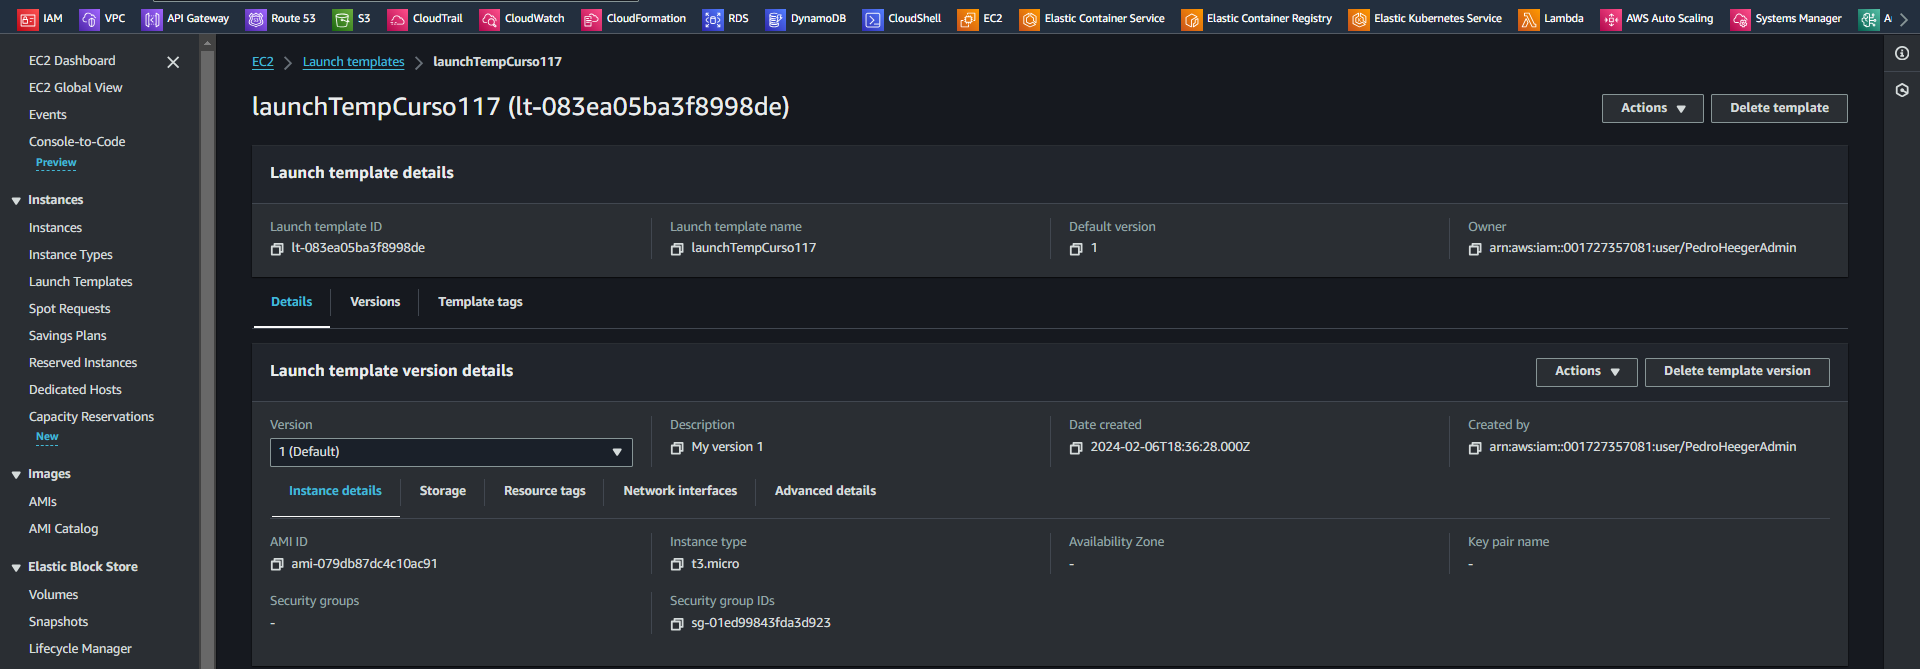 IAM VPC API Gateway Route 53 S3 CloudTrail CloudWatch CloudFormation RDS DynamoDB CloudShell EC2 Elastic Container Service Elastic Container Registry Elastic Kubernetes Service Lambda AWS Auto Scaling Systems Manager
EC2 Dashboard
EC2 Global View
Events
Console-to-Code
Preview
Instances
Instances
Instance Types
Launch Templates
Spot Requests
Savings Plans
Reserved Instances
Dedicated Hosts
Capacity Reservations
New
Images
AMIs
AMI Catalog
Elastic Block Store
Volumes
Snapshots
Lifecycle Manager
EC2 Launch templates launchTempCurso117
launchTempCurso117 (lt-083ea05ba3f8998de)
Actions Delete template
Launch template details
Launch template ID Launch template name Default version Owner
lt-083ea05ba3f8998de launchTempCurso117 1 arn:aws:iam::001727357081:user/PedroHeegerAdmin
Details Versions Template tags
Launch template version details
Actions Delete template version
Version Description Date created Created by
1 (Default) My version 1 2024-02-06T18:36:28.000Z arn:aws:iam::001727357081:user/PedroHeegerAdmin
Instance details Storage Resource tags Network interfaces Advanced details
AMI ID Instance type Availability Zone Key pair name
ami-079db87dc4c10ac91 t3.micro - -
Security groups Security group IDs
- sg-01ed99843fda3d923